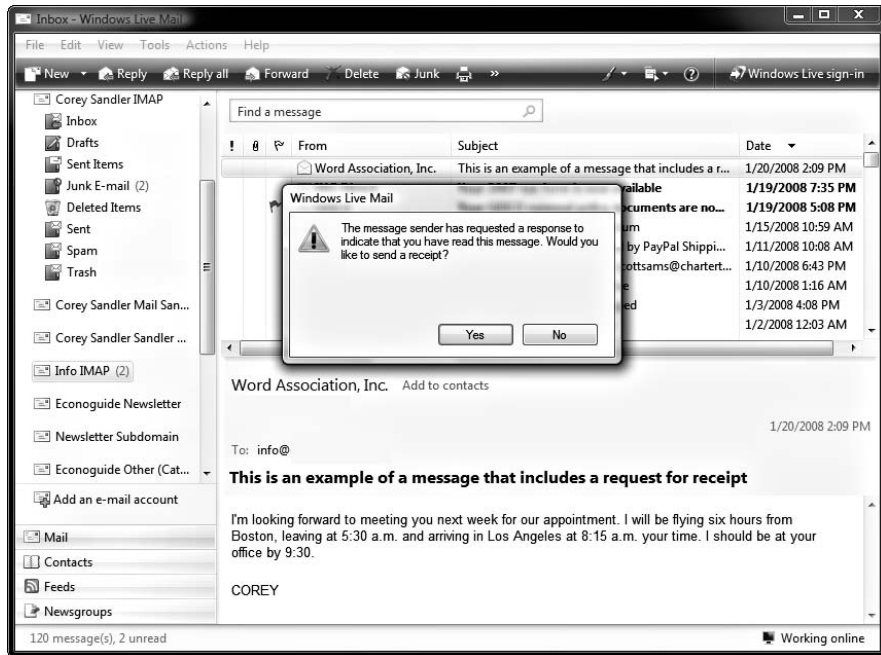 Inbox - Windows Live Mail
File Edit View Tools Actions Help
New Reply Reply all Forward Delete Junk » Windows Live sign-in
Corey Sandler IMAP
Inbox
Drafts
Sent Items
Junk E-mail (2)
Deleted Items
Sent
Spam
Trash
Corey Sandler Mail San...
Corey Sandler Sandler ...
Info IMAP (2)
Econoguide Newsletter
Newsletter Subdomain
Econoguide Other (Cat...
Add an e-mail account
Mail
Contacts
Feeds
Newsgroups
Find a message
! From Subject Date
Word Association, Inc. This is an example of a message that includes a r... 1/20/2008 2:09 PM
1/19/2008 7:35 PM
are no... 1/19/2008 5:08 PM
1/15/2008 10:59 AM
by PayPal Shippi... 1/11/2008 10:08 AM
ottsams@chartert... 1/10/2008 6:43 PM
1/10/2008 1:16 AM
1/3/2008 4:08 PM
1/2/2008 12:03 AM
Windows Live Mail
The message sender has requested a response to
indicate that you have read this message. Would you
like to send a receipt?
Yes No
Word Association, Inc. Add to contacts
1/20/2008 2:09 PM
To: info@
This is an example of a message that includes a request for receipt
I'm looking forward to meeting you next week for our appointment. I will be flying six hours from
Boston, leaving at 5:30 a.m. and arriving in Los Angeles at 8:15 a.m. your time. I should be at your
office by 9:30.
COREY
120 message(s), 2 unread Working online